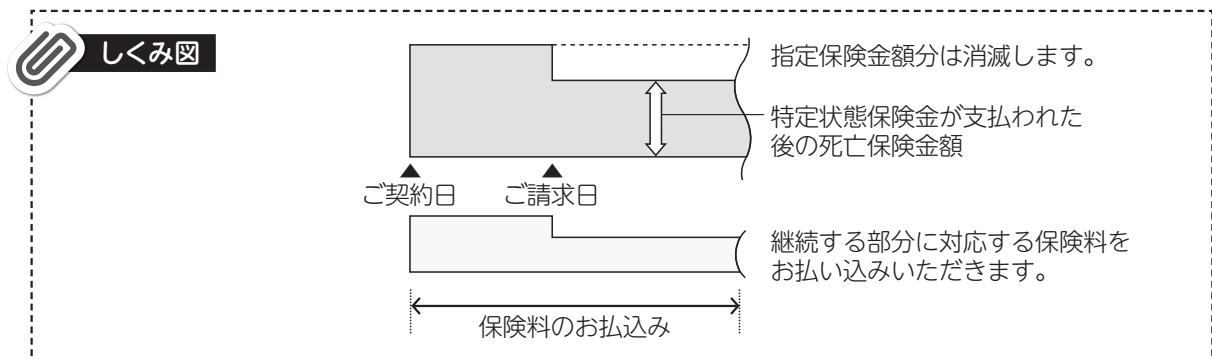 しくみ図
指定保険金額分は消滅します。
特定状態保険金が支払われた
後の死亡保険金額
ご契約日
ご請求日
継続する部分に対応する保険料を
お払い込みいただきます。
保険料のお払込み